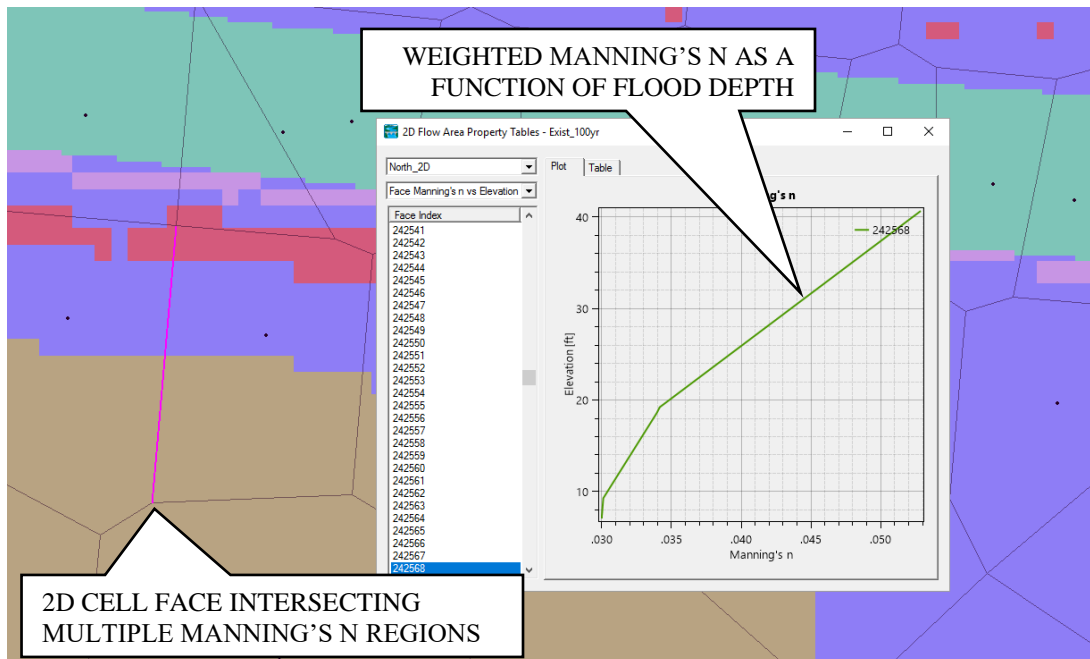 WEIGHTED MANNING'S N AS A
FUNCTION OF FLOOD DEPTH
2D Flow Area Property Tables - Exist_100yr
North_2D
Face Manning's n vs Elevation
Plot
Table
Face Index
242541
242542
242543
242544
242545
242546
242547
242548
242549
242550
242551
242552
242553
242554
242555
242556
242557
242558
242559
242560
242561
242562
242563
242564
242565
242566
242567
242568
g's n
242568
40
30
20
10
Elevation [ft]
.030
.035
.040
.045
.050
Manning's n
2D CELL FACE INTERSECTING
MULTIPLE MANNING'S N REGIONS